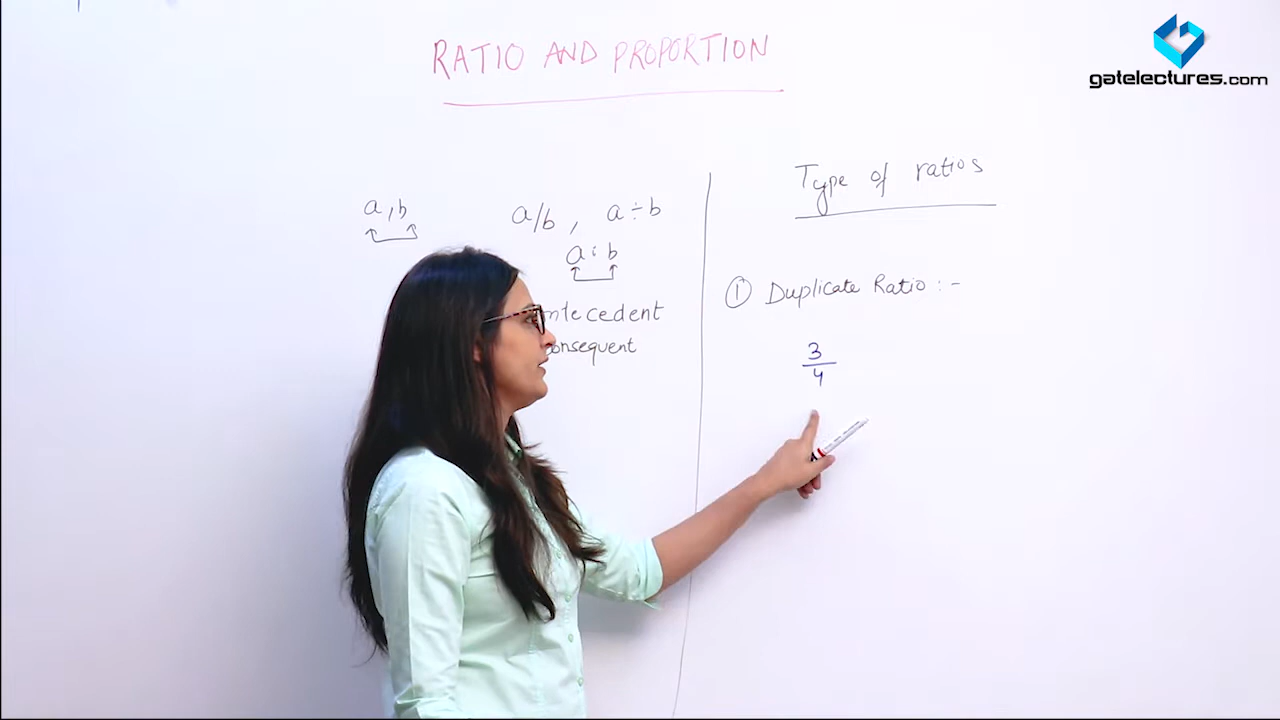 RATIO AND PROPORTION
gatelectures.com
a, b
a/b, a ÷ b
a : b
ntecedent
onsequent
Type of ratios
① Duplicate Ratio :-
3
4